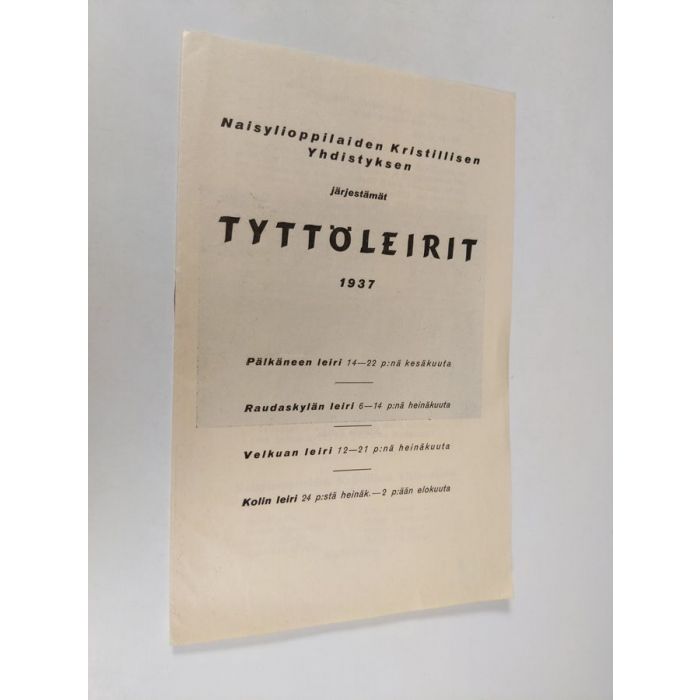 Naisylioppilaiden Kristillisen
Yhdistyksen
järjestämät
TYTTÖLEIRIT
1937
Pälkäneen leiri 14—22 p:nä kesäkuuta
Raudaskylän leiri 6—14 p:nä heinäkuuta
Velkuan leiri 12—21 p:nä heinäkuuta
Kolin leiri 24 p:stä heinäk.—2 p:ään elokuuta